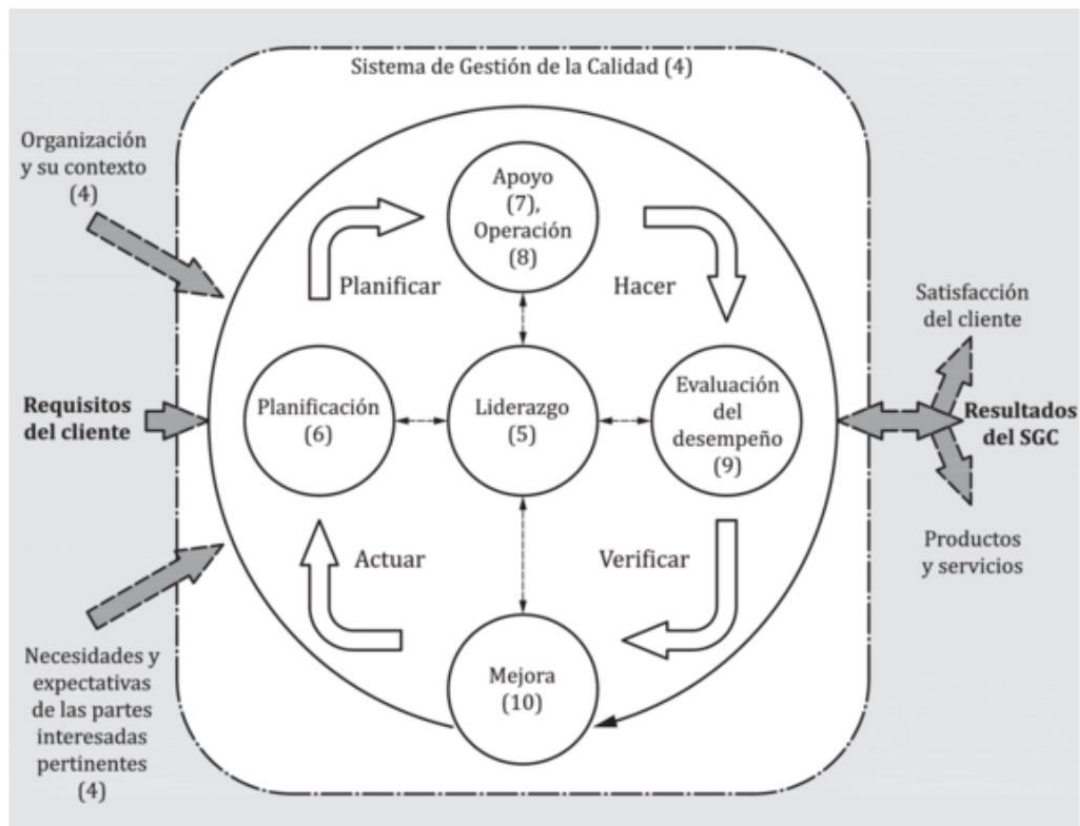 Sistema de Gestión de la Calidad (4)
Organización
y su contexto
(4)
Apoyo
(7),
Operación
(8)
Planificar
Hacer
Satisfacción
del cliente
Requisitos
del cliente
Planificación
(6)
Liderazgo
(5)
Evaluación
del
desempeño
(9)
Resultados
del SGC
Actuar
Verificar
Productos
y servicios
Necesidades y
expectativas
de las partes
interesadas
pertinentes
(4)
Mejora
(10)